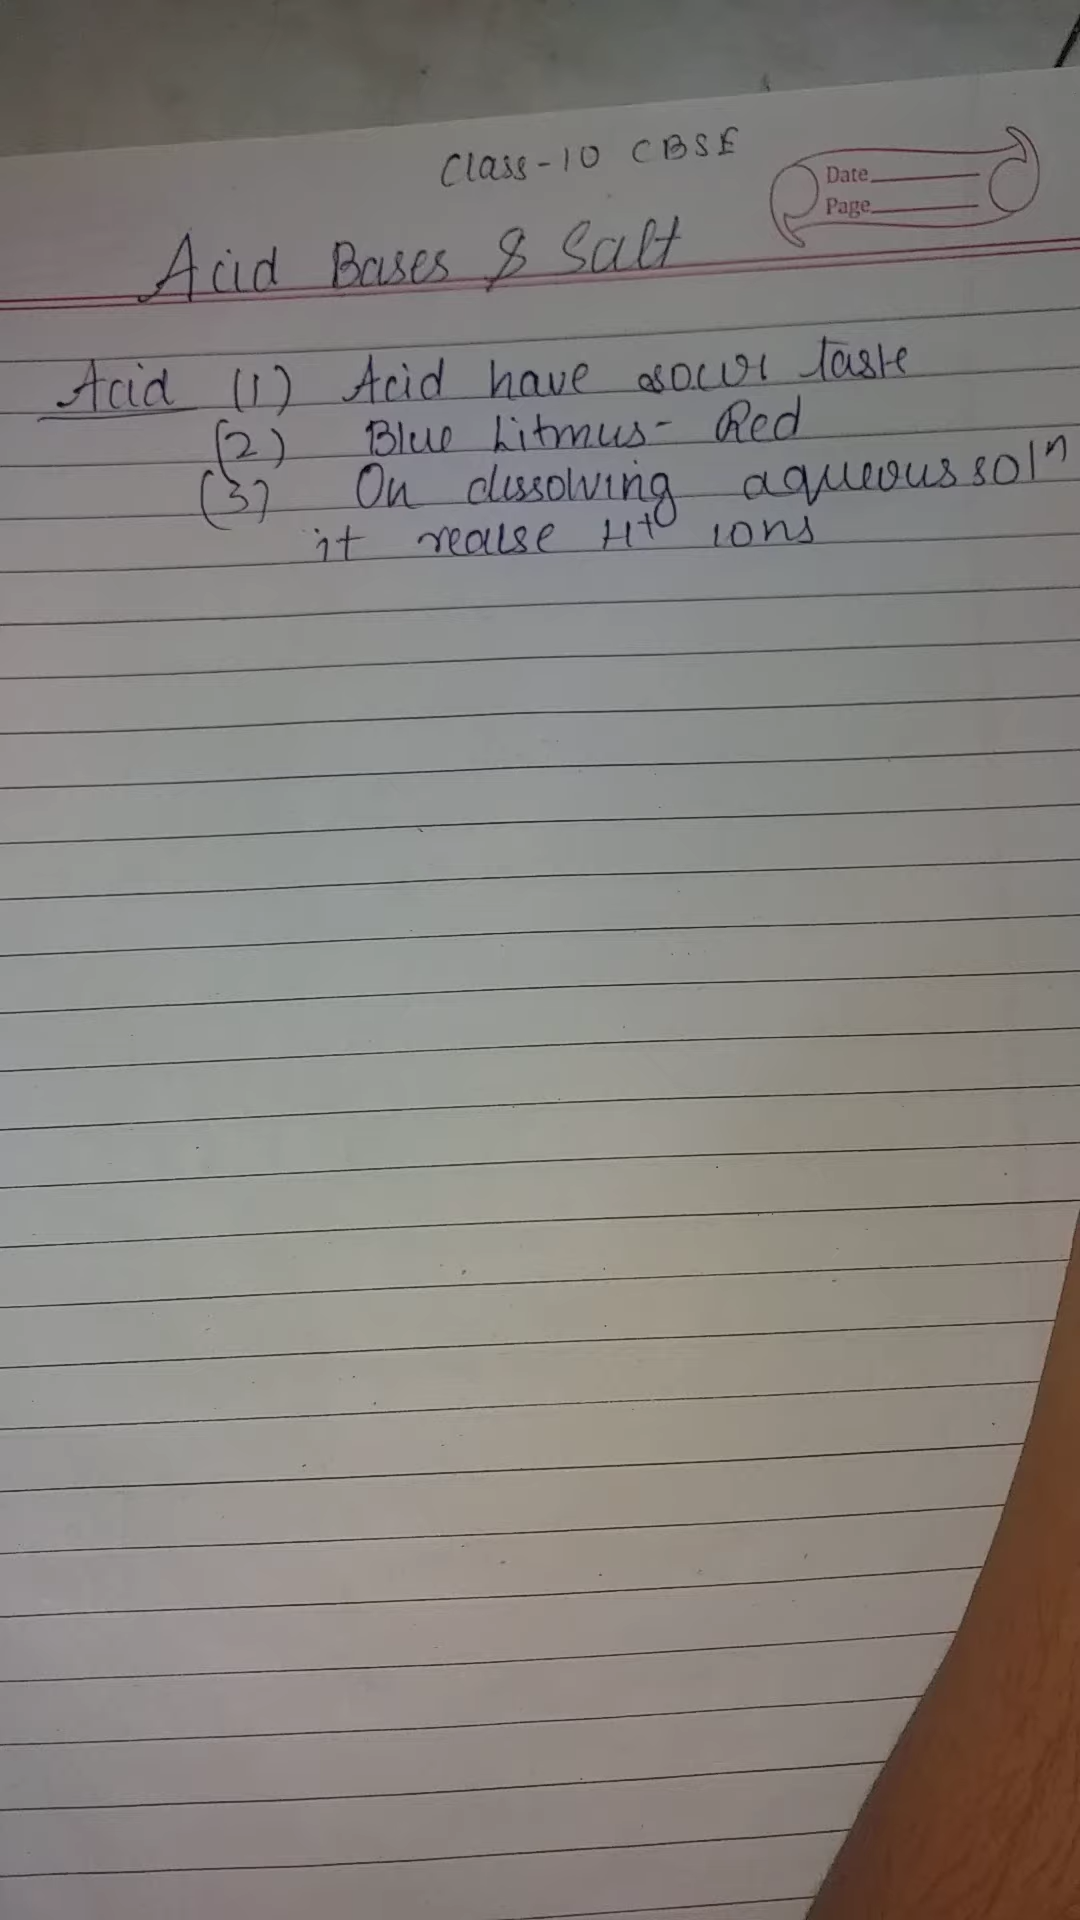 Class-10 CBSE
Date
Page
Acid Bases & Salt
Acid (1) Acid have sour taste
(2) Blue Litmus- Red
(3) On dissolving aqueous solⁿ
it realse H⁺ ions